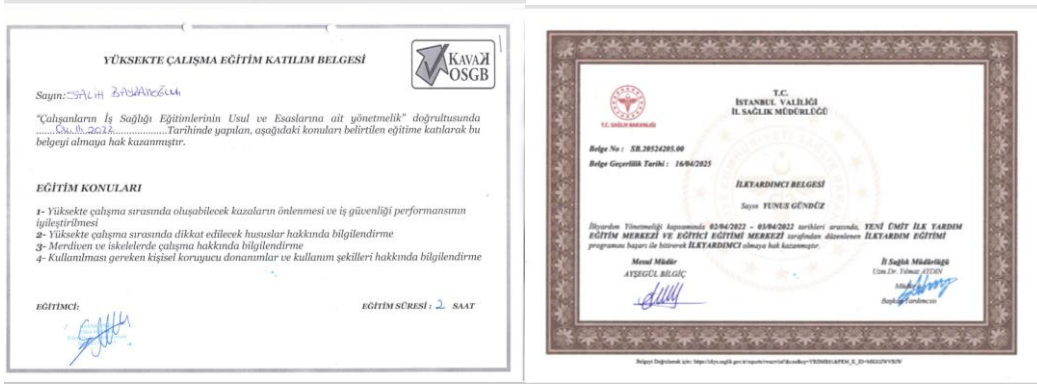 YÜKSEKTE ÇALIŞMA EĞİTİM KATILIM BELGESİ
KAVAK
OSGB
Sayın: SALİH
"Çalışanların İş Sağlığı Eğitimlerinin Usul ve Esaslarına ait yönetmelik" doğrultusunda
11.2022 Tarihinde yapılan, aşağıdaki konuları belirtilen eğitime katılarak bu
belgeyi almaya hak kazanmıştır.
EĞİTİM KONULARI
1- Yüksekte çalışma sırasında oluşabilecek kazaların önlenmesi ve iş güvenliği performansının
iyileştirilmesi
2- Yüksekte çalışma sırasında dikkat edilecek hususlar hakkında bilgilendirme
3- Merdiven ve iskelelerde çalışma hakkında bilgilendirme
4- Kullanılması gereken kişisel koruyucu donanımlar ve kullanım şekilleri hakkında bilgilendirme
EĞİTİMCİ:
EĞİTİM SÜRESİ : 2 SAAT
T.C. SAĞLIK BAKANLIĞI
T.C.
İSTANBUL VALİLİĞİ
İL SAĞLIK MÜDÜRLÜĞÜ
Belge No : SB.20524205.00
Belge Geçerlilik Tarihi : 16/04/2025
İLKYARDIMCI BELGESİ
Sayın YUNUS GÜNDÜZ
İlkyardım Yönetmeliği kapsamında 02/04/2022 - 03/04/2022 tarihleri arasında, YENİ ÜMİT İLK YARDIM
EĞİTİM MERKEZİ VE EĞİTİCİ EĞİTİMİ MERKEZİ tarafından düzenlenen İLKYARDIM EĞİTİMİ
programını başarı ile bitirerek İLKYARDIMCI olmaya hak kazanmıştır.
Mesul Müdür
AYŞEGÜL BİLGİÇ
İl Sağlık Müdürlüğü
Uzm.Dr. Yılmaz AYDIN
Müdür
Başkan Yardımcısı
Belgeyi Doğrulamak için: